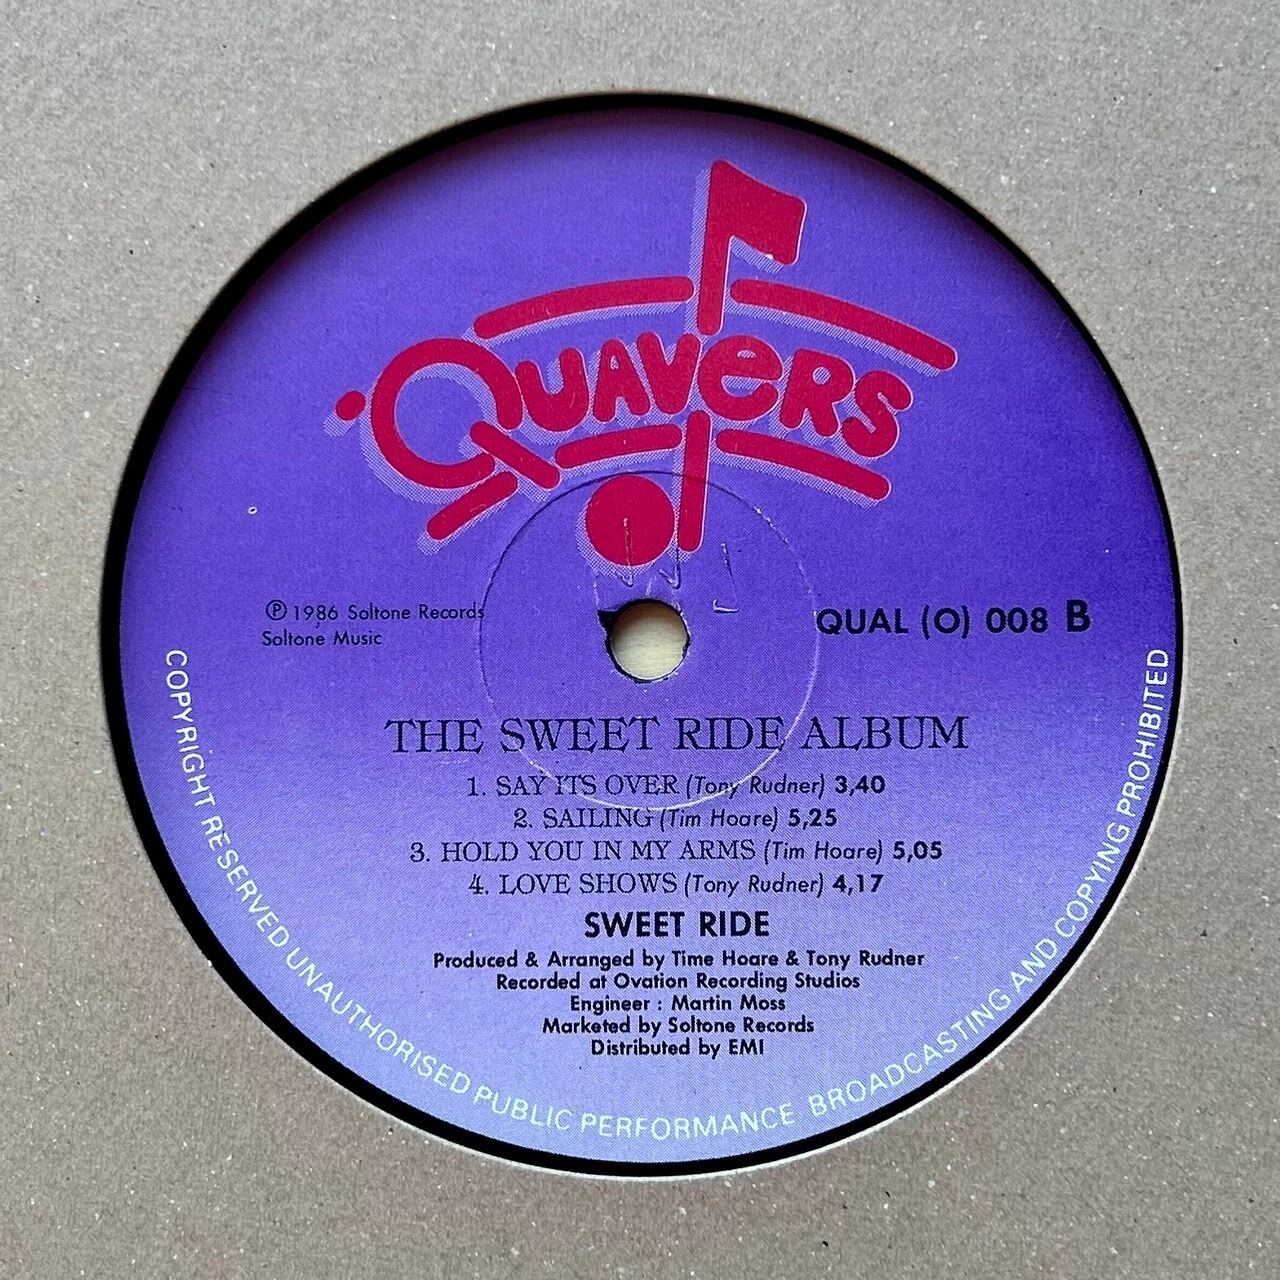 QUAVERS
℗ 1986 Soltone Records
Soltone Music
QUAL (O) 008 B
THE SWEET RIDE ALBUM
1. SAY ITS OVER (Tony Rudner) 3,40
2. SAILING (Tim Hoare) 5,25
3. HOLD YOU IN MY ARMS (Tim Hoare) 5,05
4. LOVE SHOWS (Tony Rudner) 4,17
SWEET RIDE
Produced & Arranged by Time Hoare & Tony Rudner
Recorded at Ovation Recording Studios
Engineer : Martin Moss
Marketed by Soltone Records
Distributed by EMI
COPYRIGHT RESERVED UNAUTHORISED PUBLIC PERFORMANCE BROADCASTING AND COPYING PROHIBITED